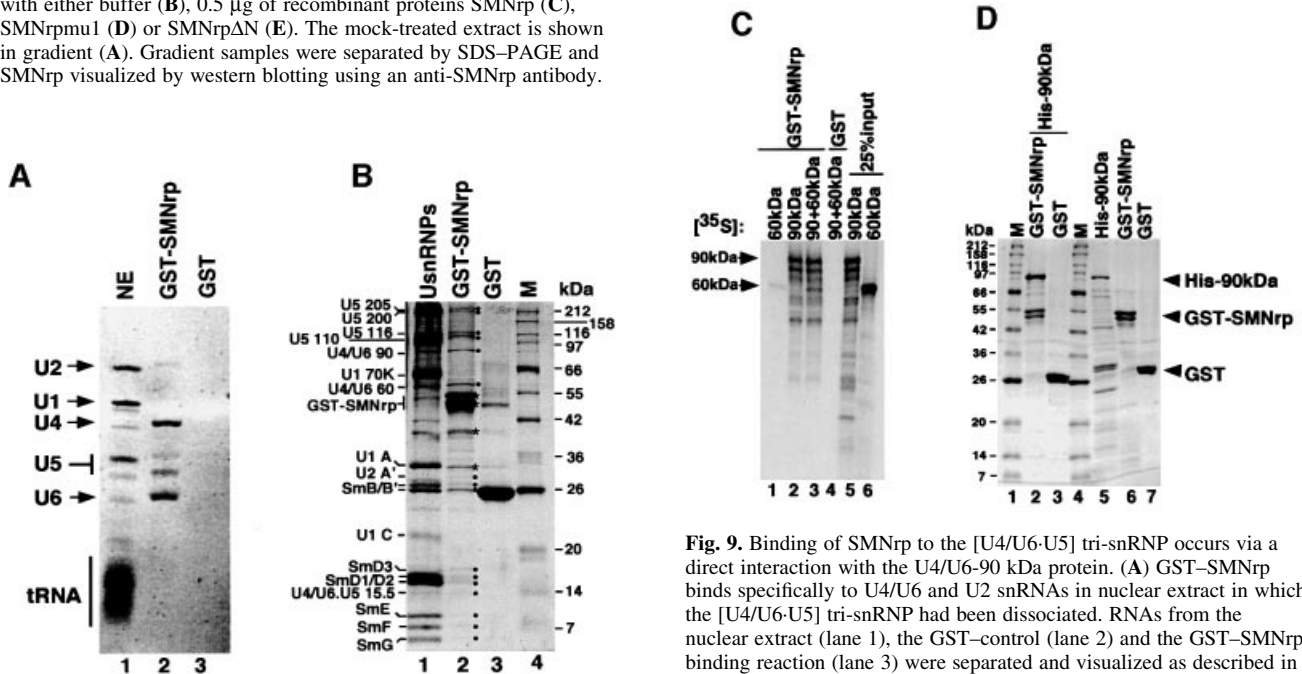 with either buffer (B), 0.5 μg of recombinant proteins SMNrp (C),
SMNrpmu1 (D) or SMNrpΔN (E). The mock-treated extract is shown
in gradient (A). Gradient samples were separated by SDS–PAGE and
SMNrp visualized by western blotting using an anti-SMNrp antibody.
A
NE
GST-SMNrp
GST
U2
U1
U4
U5
U6
tRNA
1 2 3
B
UsnRNPs
GST-SMNrp
GST
M
kDa
U5 205
U5 200
U5 116
U5 110
U4/U6 90
U1 70K
U4/U6 60
GST-SMNrp
U1 A
U2 A'
SmB/B'
U1 C
SmD3
SmD1/D2
U4/U6.U5 15.5
SmE
SmF
SmG
212
158
116
97
66
55
42
36
26
20
14
7
1 2 3 4
C
GST-SMNrp
GST
25%input
[35S]:
60kDa
90kDa
90+60kDa
90+60kDa
90kDa
60kDa
90kDa
60kDa
1 2 3 4 5 6
D
His-90kDa
kDa
M
GST-SMNrp
GST
M
His-90kDa
GST-SMNrp
GST
212
158
116
97
66
55
42
36
26
20
14
7
His-90kDa
GST-SMNrp
GST
1 2 3 4 5 6 7
Fig. 9. Binding of SMNrp to the [U4/U6·U5] tri-snRNP occurs via a
direct interaction with the U4/U6-90 kDa protein. (A) GST–SMNrp
binds specifically to U4/U6 and U2 snRNAs in nuclear extract in which
the [U4/U6·U5] tri-snRNP had been dissociated. RNAs from the
nuclear extract (lane 1), the GST–control (lane 2) and the GST–SMNrp
binding reaction (lane 3) were separated and visualized as described in